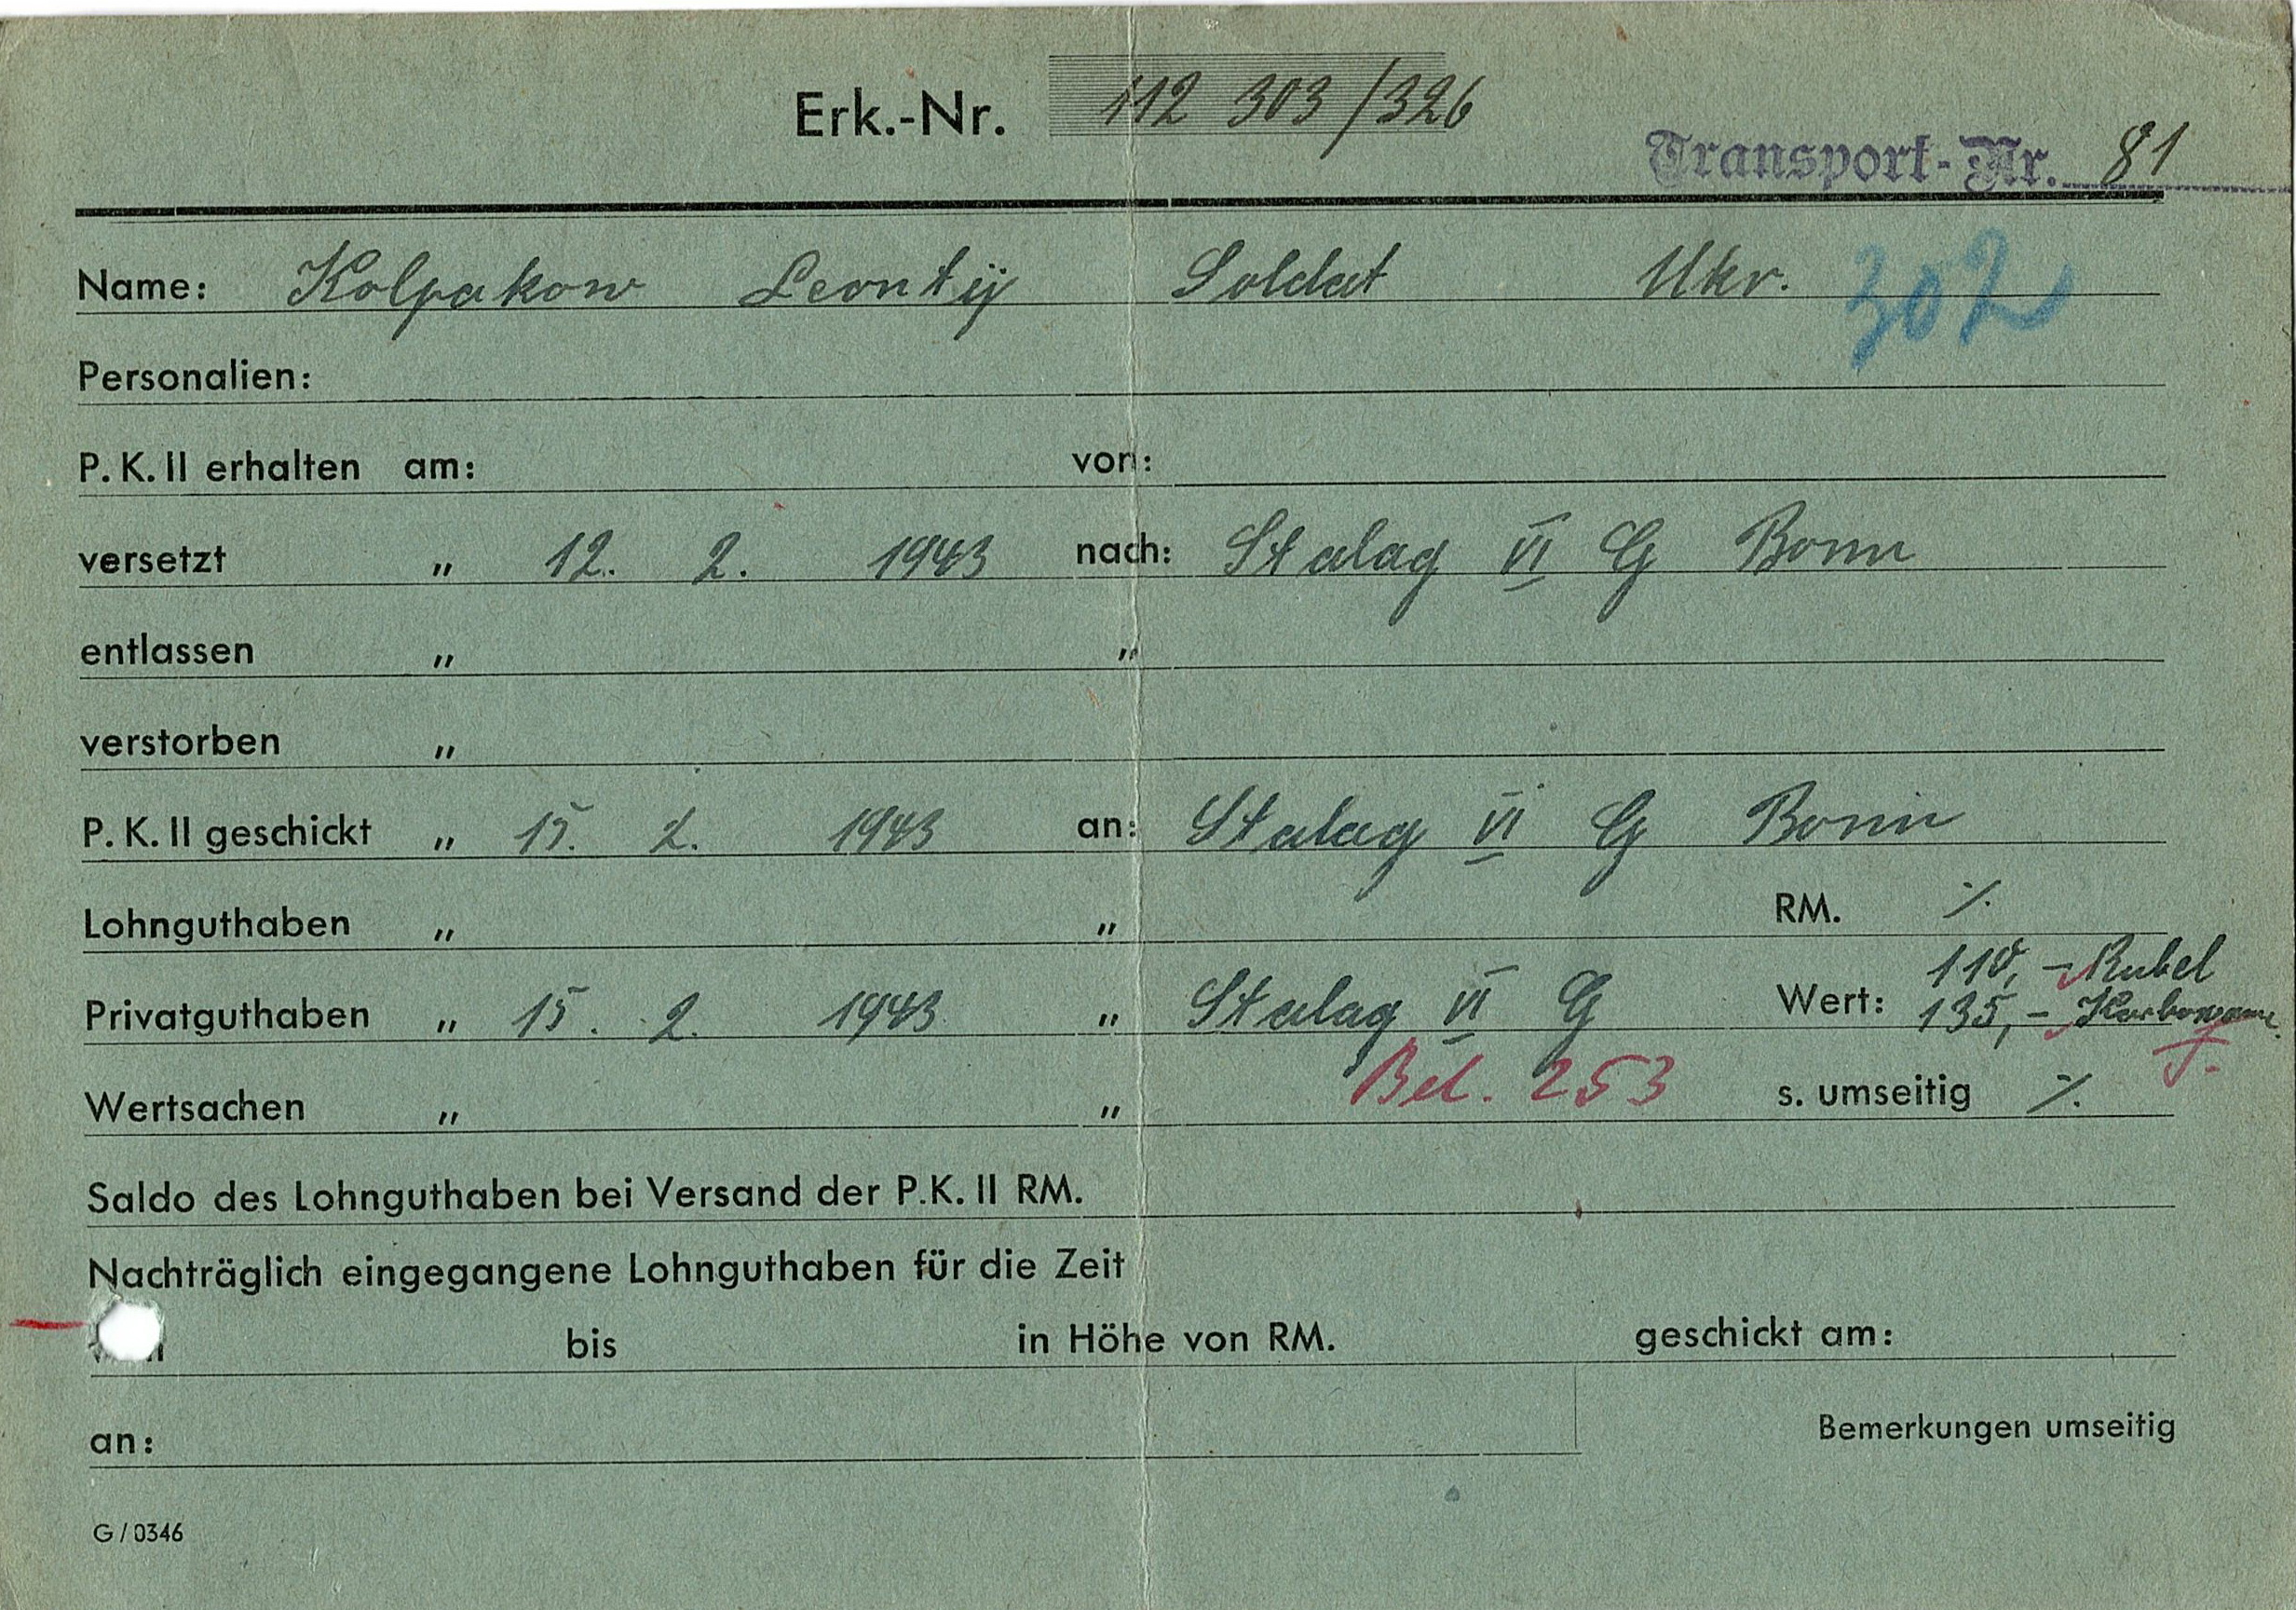 Erk.-Nr. 112 303/326
Transport-Nr. 81
Name: Kolpakow Leontij Soldat Ukr. 302
Personalien:
P. K. II erhalten am: von:
versetzt „ 12. 2. 1943 nach: Stalag VI G Bonn
entlassen „ „
verstorben „
P. K. II geschickt „ 15. 2. 1943 an: Stalag VI G Bonn
Lohnguthaben „ „ RM. ⁒
110,- Rubel
Privatguthaben „ 15. 2. 1943 „ Stalag VI G Wert: 135,- Karbowanez
Wertsachen „ „ Bel. 253 s. umseitig ⁒
Saldo des Lohnguthaben bei Versand der P.K. II RM.
Nachträglich eingegangene Lohnguthaben für die Zeit
bis in Höhe von RM. geschickt am:
an: Bemerkungen umseitig
G / 0346